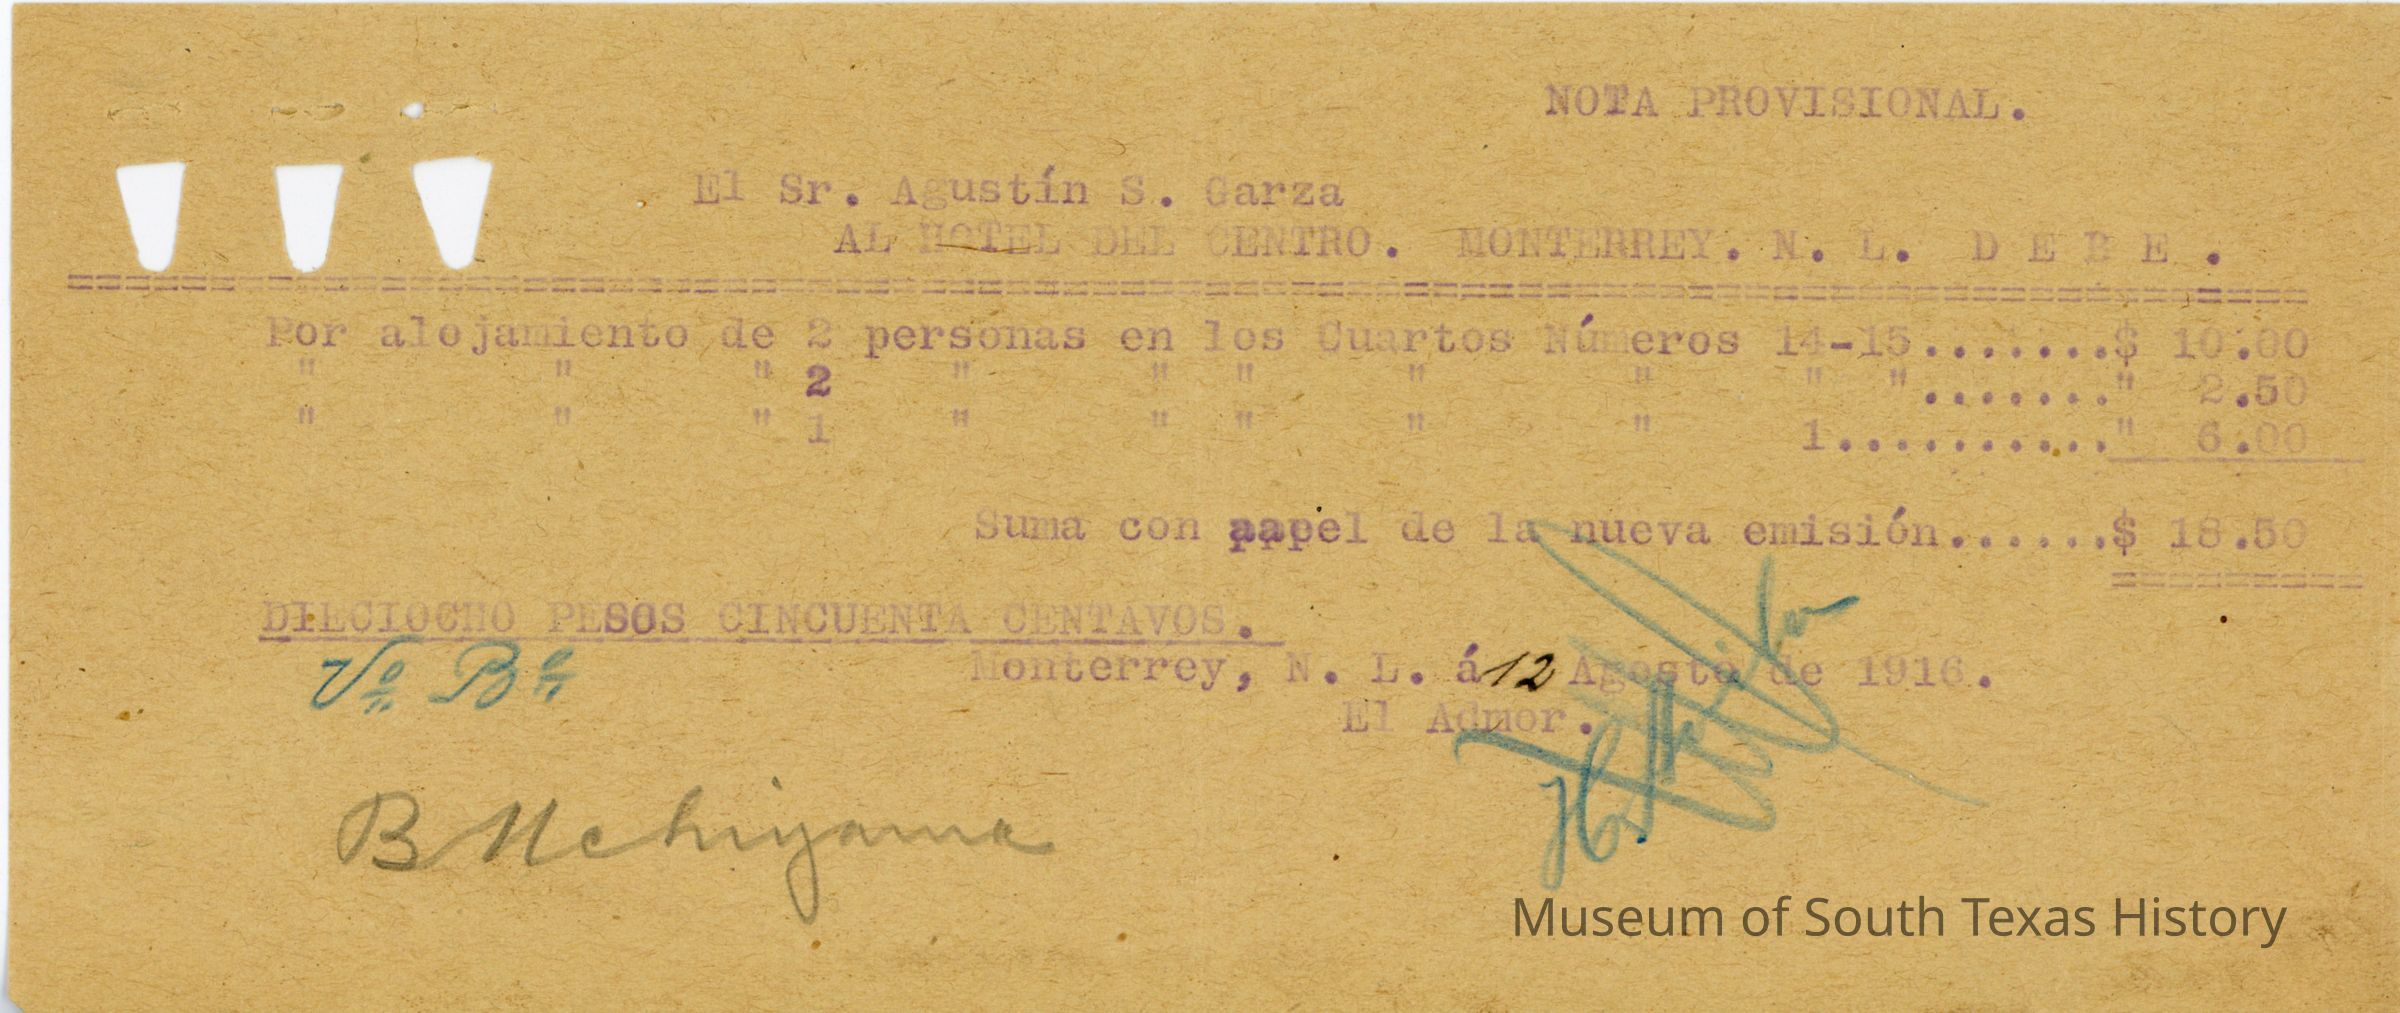 NOTA PROVISIONAL.
El Sr. Agustín S. Garza
AL HOTEL DEL CENTRO. MONTERREY. N. L. D E B E .
Por alojamiento de 2 personas en los Cuartos Números 14-15.......$ 10.00
" " " 2 " " " " " " "......." 2.50
" " " 1 " " " " " 1.........." 6.00
Suma con papel de la nueva emisión......$ 18.50
DIECIOCHO PESOS CINCUENTA CENTAVOS.
Vo Bo
Monterrey, N. L. á 12 Agosto de 1916.
El Admor.
B Uchiyama
Museum of South Texas History